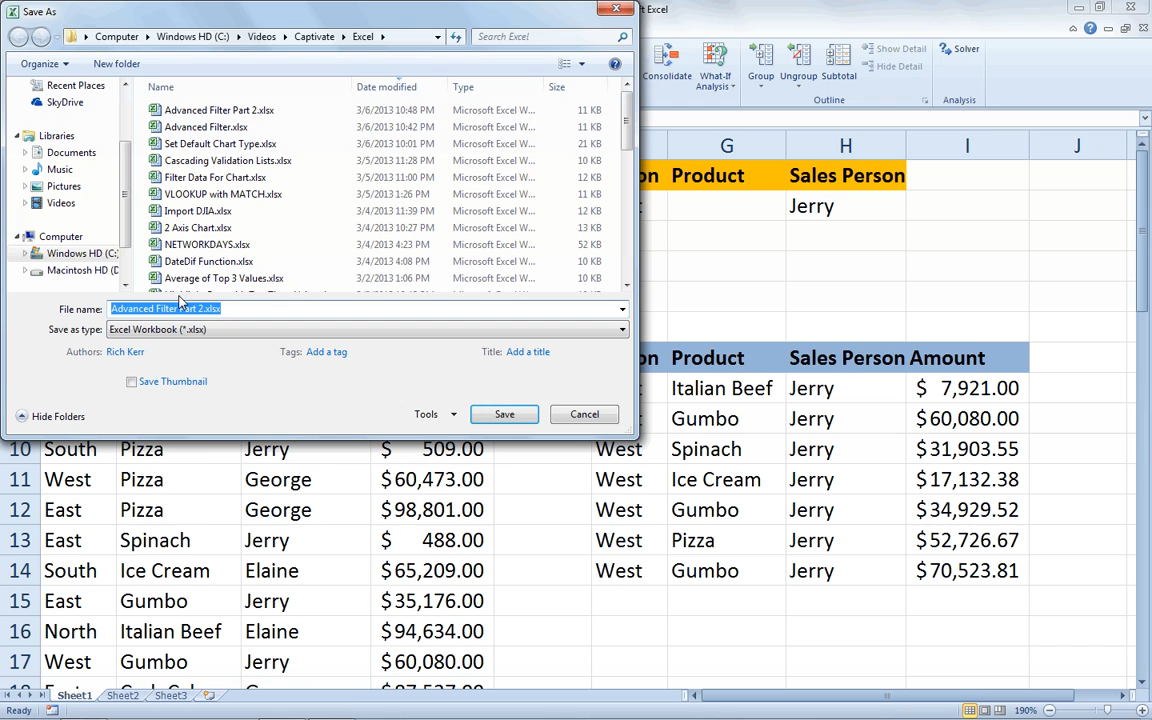 Save As
t Excel
Computer
Windows HD (C:)
Videos
Captivate
Excel
Search Excel
Organize
New folder
Recent Places
SkyDrive
Libraries
Documents
Music
Pictures
Videos
Computer
Windows HD (C:
Macintosh HD (D
Name
Date modified
Type
Size
Advanced Filter Part 2.xlsx 3/6/2013 10:48 PM Microsoft Excel W... 11 KB
Advanced Filter.xlsx 3/6/2013 10:42 PM Microsoft Excel W... 11 KB
Set Default Chart Type.xlsx 3/6/2013 10:01 PM Microsoft Excel W... 21 KB
Cascading Validation Lists.xlsx 3/5/2013 11:28 PM Microsoft Excel W... 10 KB
Filter Data For Chart.xlsx 3/5/2013 11:00 PM Microsoft Excel W... 12 KB
VLOOKUP with MATCH.xlsx 3/5/2013 1:26 PM Microsoft Excel W... 10 KB
Import DJIA.xlsx 3/4/2013 11:39 PM Microsoft Excel W... 12 KB
2 Axis Chart.xlsx 3/4/2013 10:27 PM Microsoft Excel W... 13 KB
NETWORKDAYS.xlsx 3/4/2013 4:23 PM Microsoft Excel W... 52 KB
DateDif Function.xlsx 3/4/2013 4:08 PM Microsoft Excel W... 10 KB
Average of Top 3 Values.xlsx 3/2/2013 1:06 PM Microsoft Excel W... 10 KB
File name: Advanced Filter Part 2.xlsx
Save as type: Excel Workbook (*.xlsx)
Authors: Rich Kerr
Tags: Add a tag
Title: Add a title
Save Thumbnail
Hide Folders
Tools
Save
Cancel
Consolidate
What-If
Analysis
Group
Ungroup
Subtotal
Show Detail
Hide Detail
Outline
Solver
Analysis
G H I J
on Product Sales Person
t Jerry
on Product Sales Person Amount
Italian Beef Jerry $ 7,921.00
Gumbo Jerry $60,080.00
10 South Pizza Jerry $ 509.00 West Spinach Jerry $31,903.55
11 West Pizza George $60,473.00 West Ice Cream Jerry $17,132.38
12 East Pizza George $98,801.00 West Gumbo Jerry $34,929.52
13 East Spinach Jerry $ 488.00 West Pizza Jerry $52,726.67
14 South Ice Cream Elaine $65,209.00 West Gumbo Jerry $70,523.81
15 East Gumbo Jerry $35,176.00
16 North Italian Beef Elaine $94,634.00
17 West Gumbo Jerry $60,080.00
Sheet1 Sheet2 Sheet3
Ready
190%